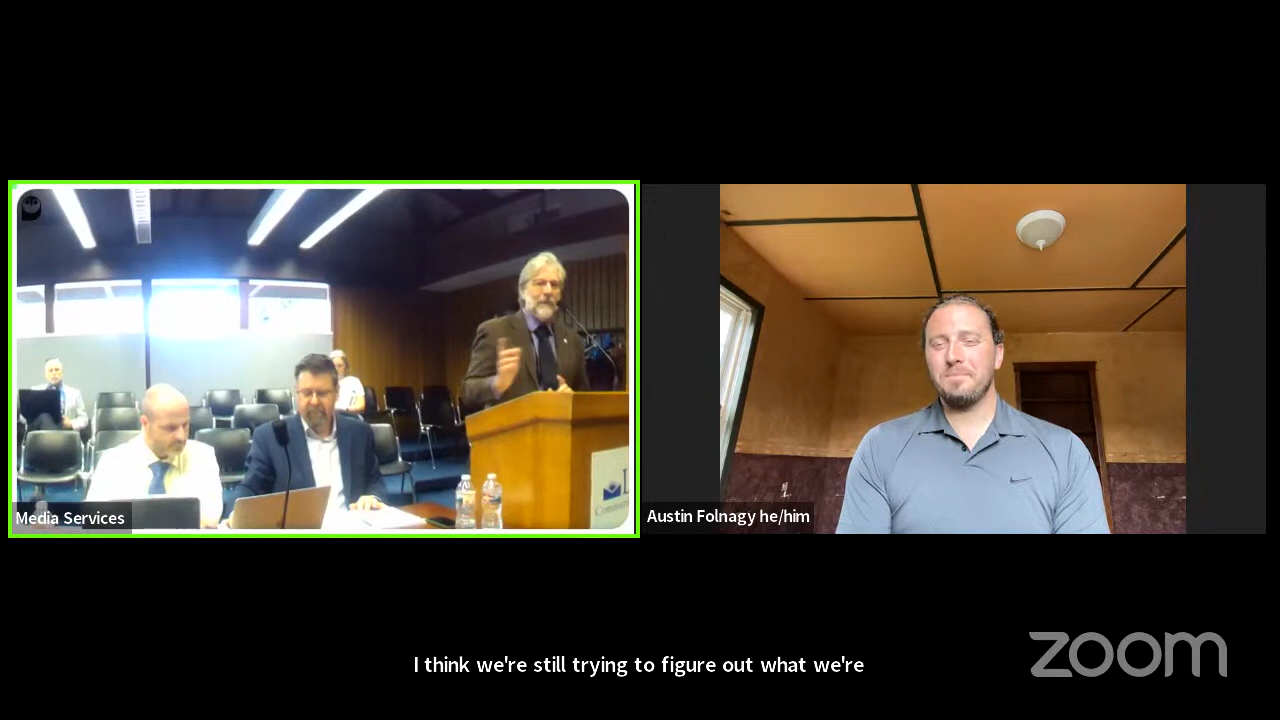 Media Services
Austin Folnagy he/him
I think we're still trying to figure out what we're
zoom